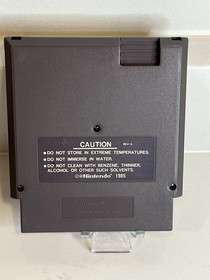 CAUTION REV-A
●DO NOT STORE IN EXTREME TEMPERATURES.
●DO NOT IMMERSE IN WATER.
●DO NOT CLEAN WITH BENZENE, THINNER,
ALCOHOL OR OTHER SUCH SOLVENTS.
©®Nintendo® 1985